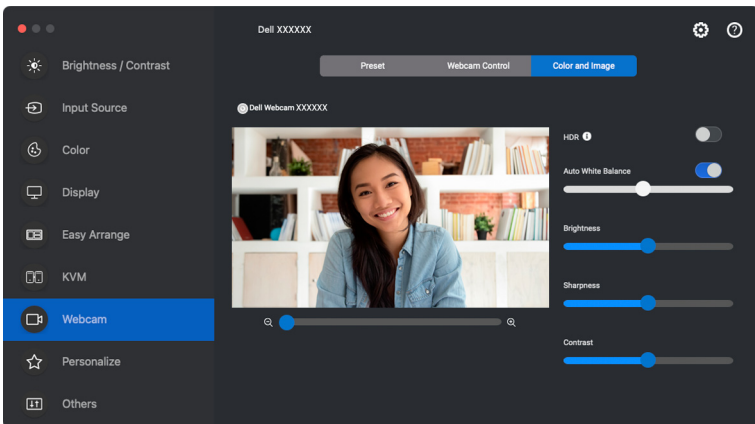 Dell XXXXXX
Brightness / Contrast
Input Source
Color
Display
Easy Arrange
KVM
Webcam
Personalize
Others
Preset
Webcam Control
Color and Image
Dell Webcam XXXXXX
HDR
Auto White Balance
Brightness
Sharpness
Contrast